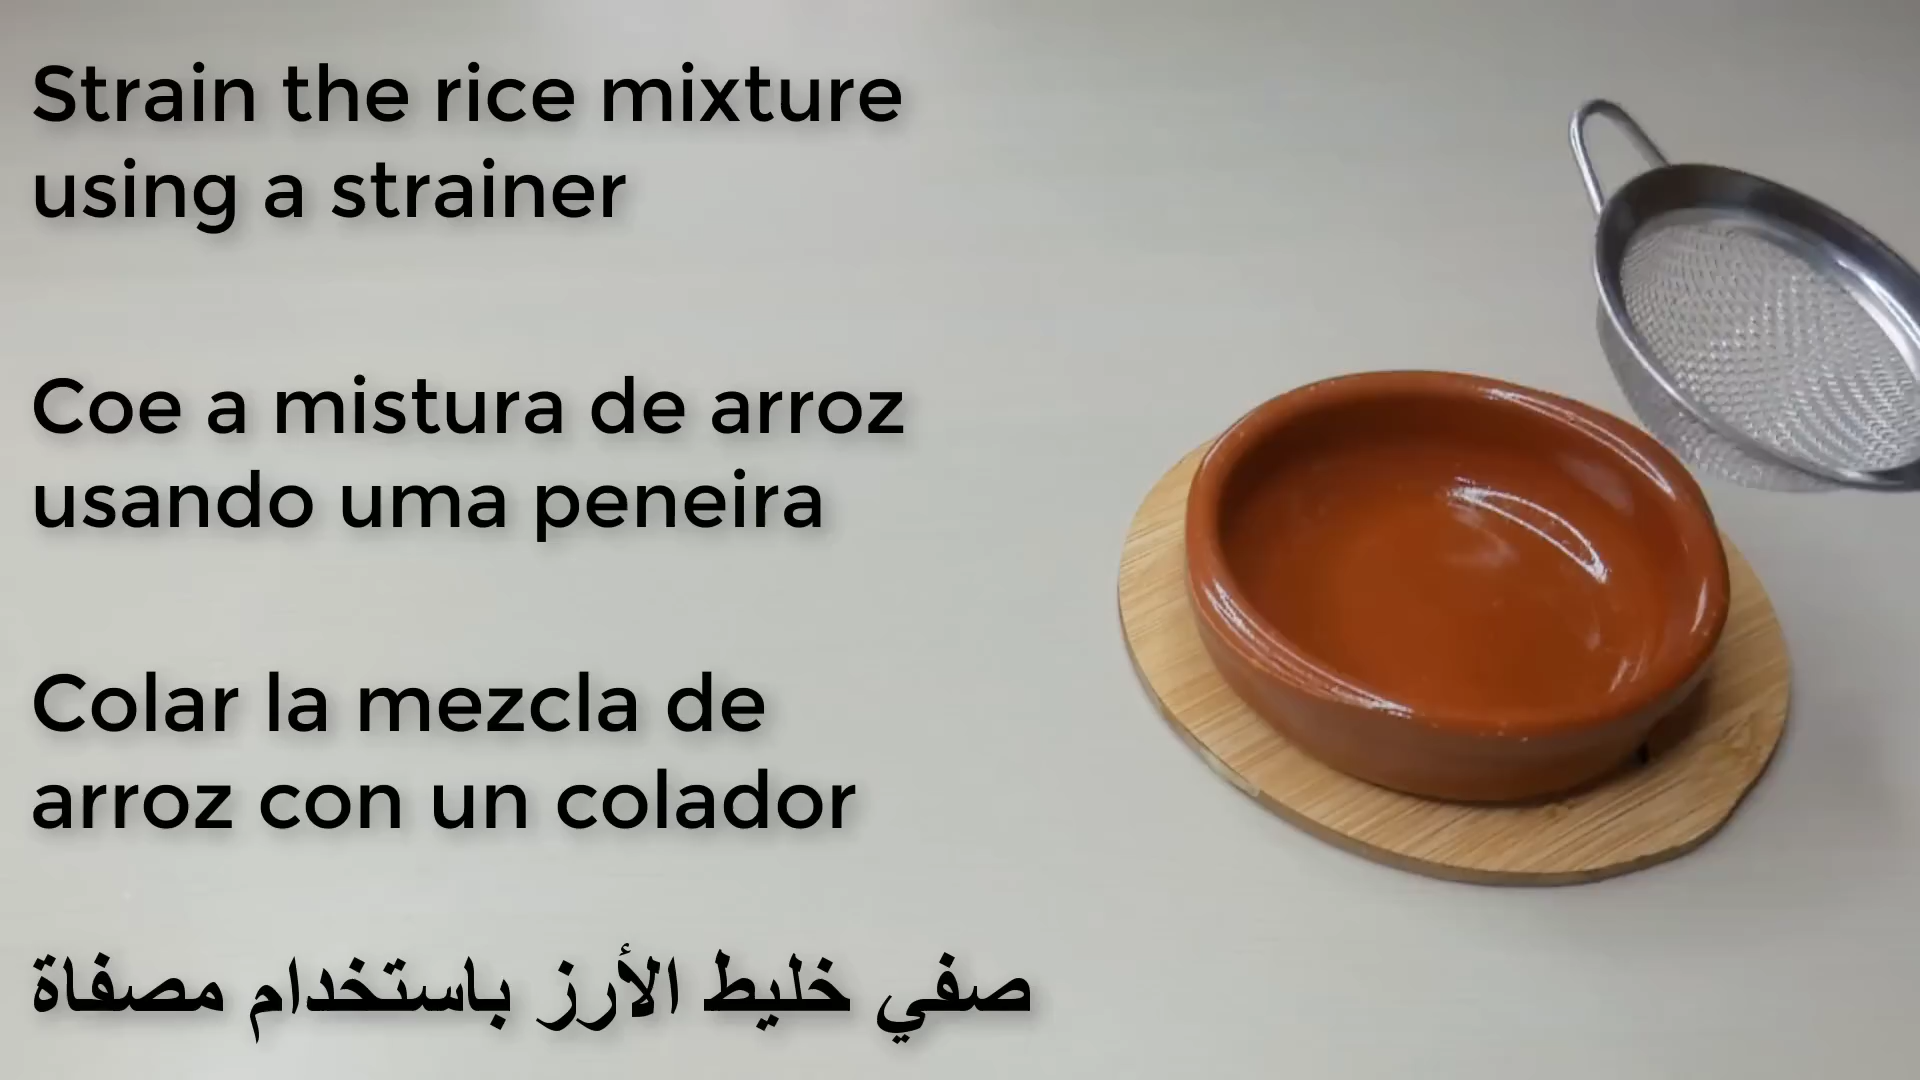 Strain the rice mixture
using a strainer
Coe a mistura de arroz
usando uma peneira
Colar la mezcla de
arroz con un colador
صفي خليط الأرز باستخدام مصفاة